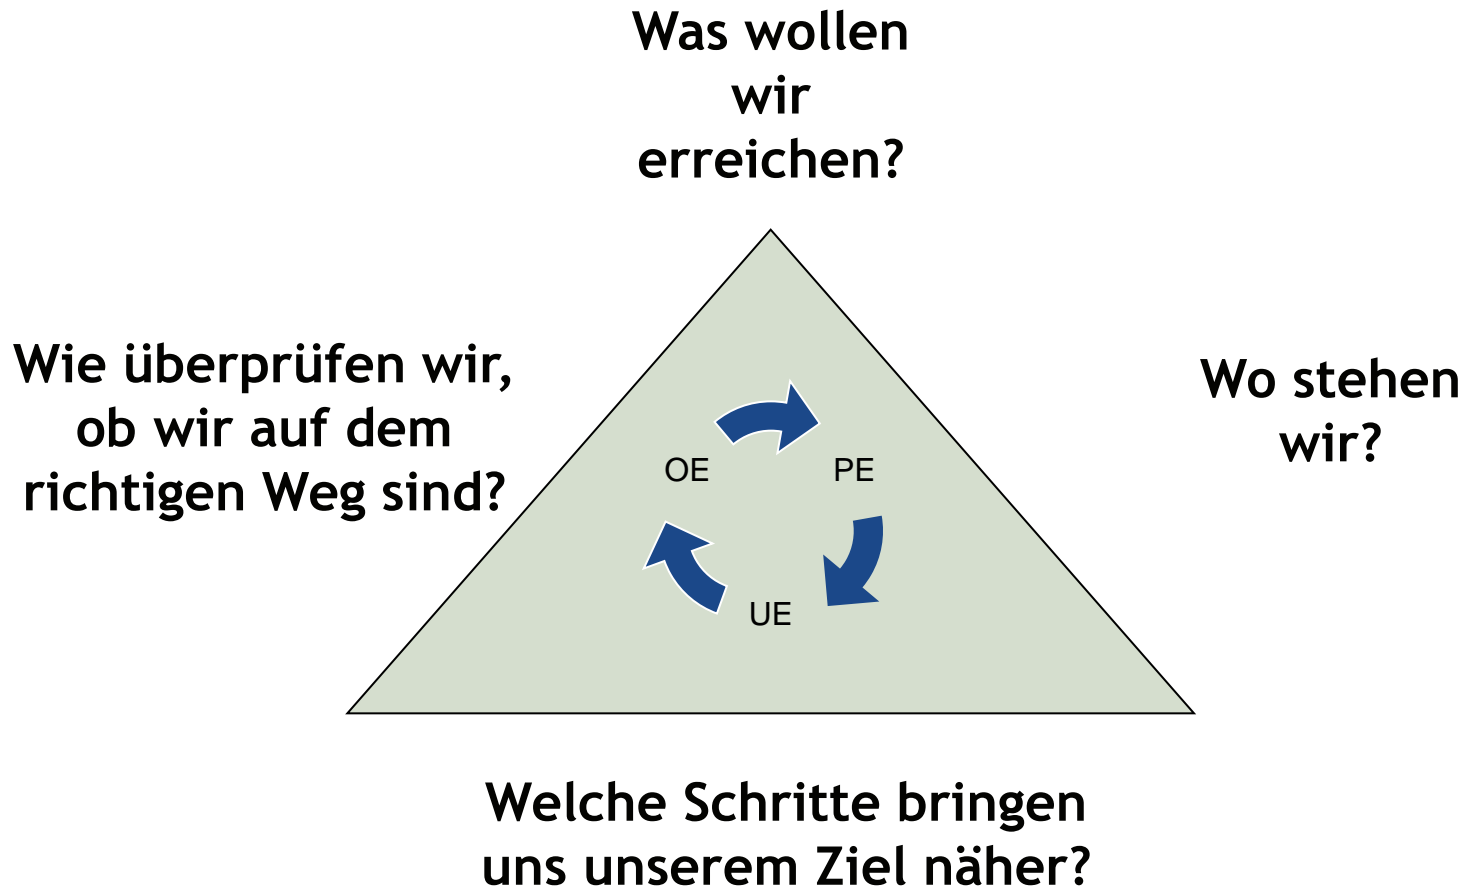 Was wollen
wir
erreichen?
Wie überprüfen wir,
ob wir auf dem
richtigen Weg sind?
Wo stehen
wir?
OE
PE
UE
Welche Schritte bringen
uns unserem Ziel näher?